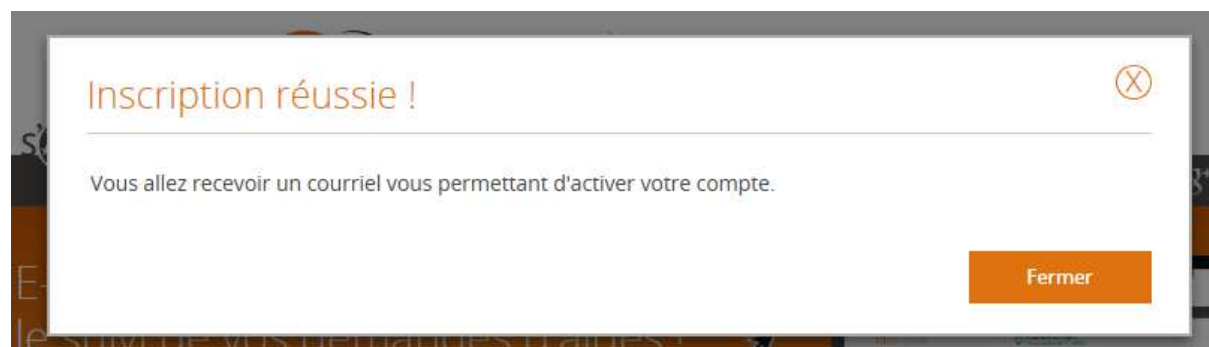 Inscription réussie !
X
Vous allez recevoir un courriel vous permettant d'activer votre compte.
Fermer